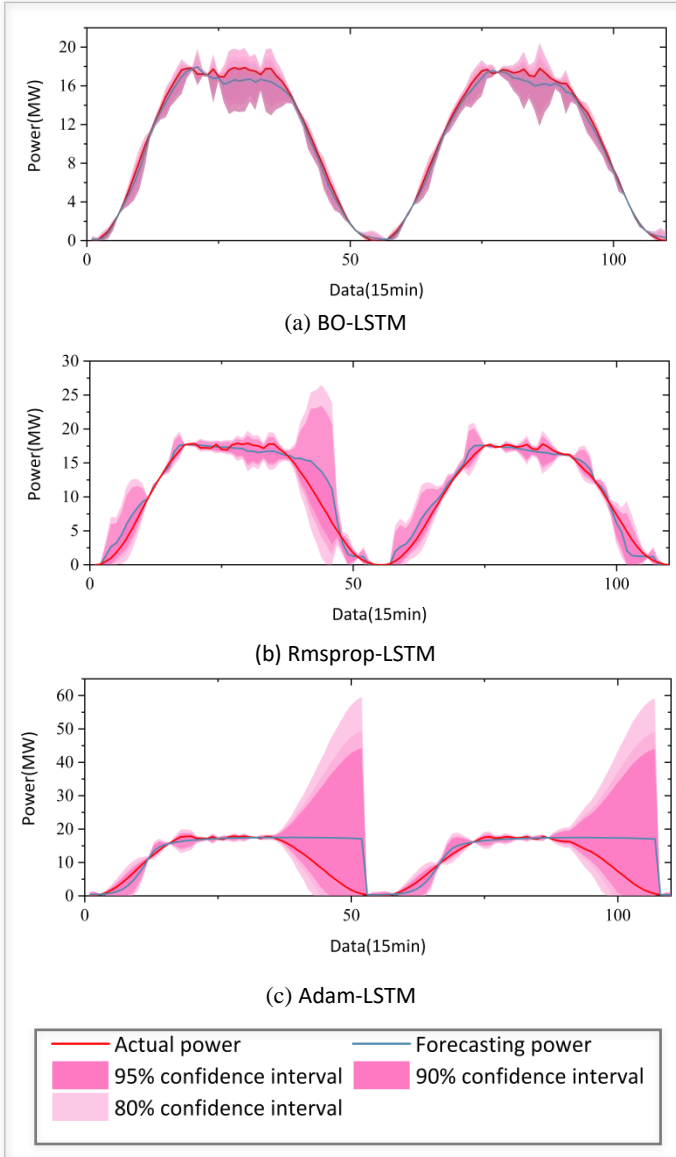 20
16
12
8
4
0
Power(MW)
0
50
100
Data(15min)
(a) BO-LSTM
30
25
20
15
10
5
0
Power(MW)
0
50
100
Data(15min)
(b) Rmsprop-LSTM
60
50
40
30
20
10
0
Power(MW)
0
50
100
Data(15min)
(c) Adam-LSTM
Actual power Forecasting power
95% confidence interval 90% confidence interval
80% confidence interval